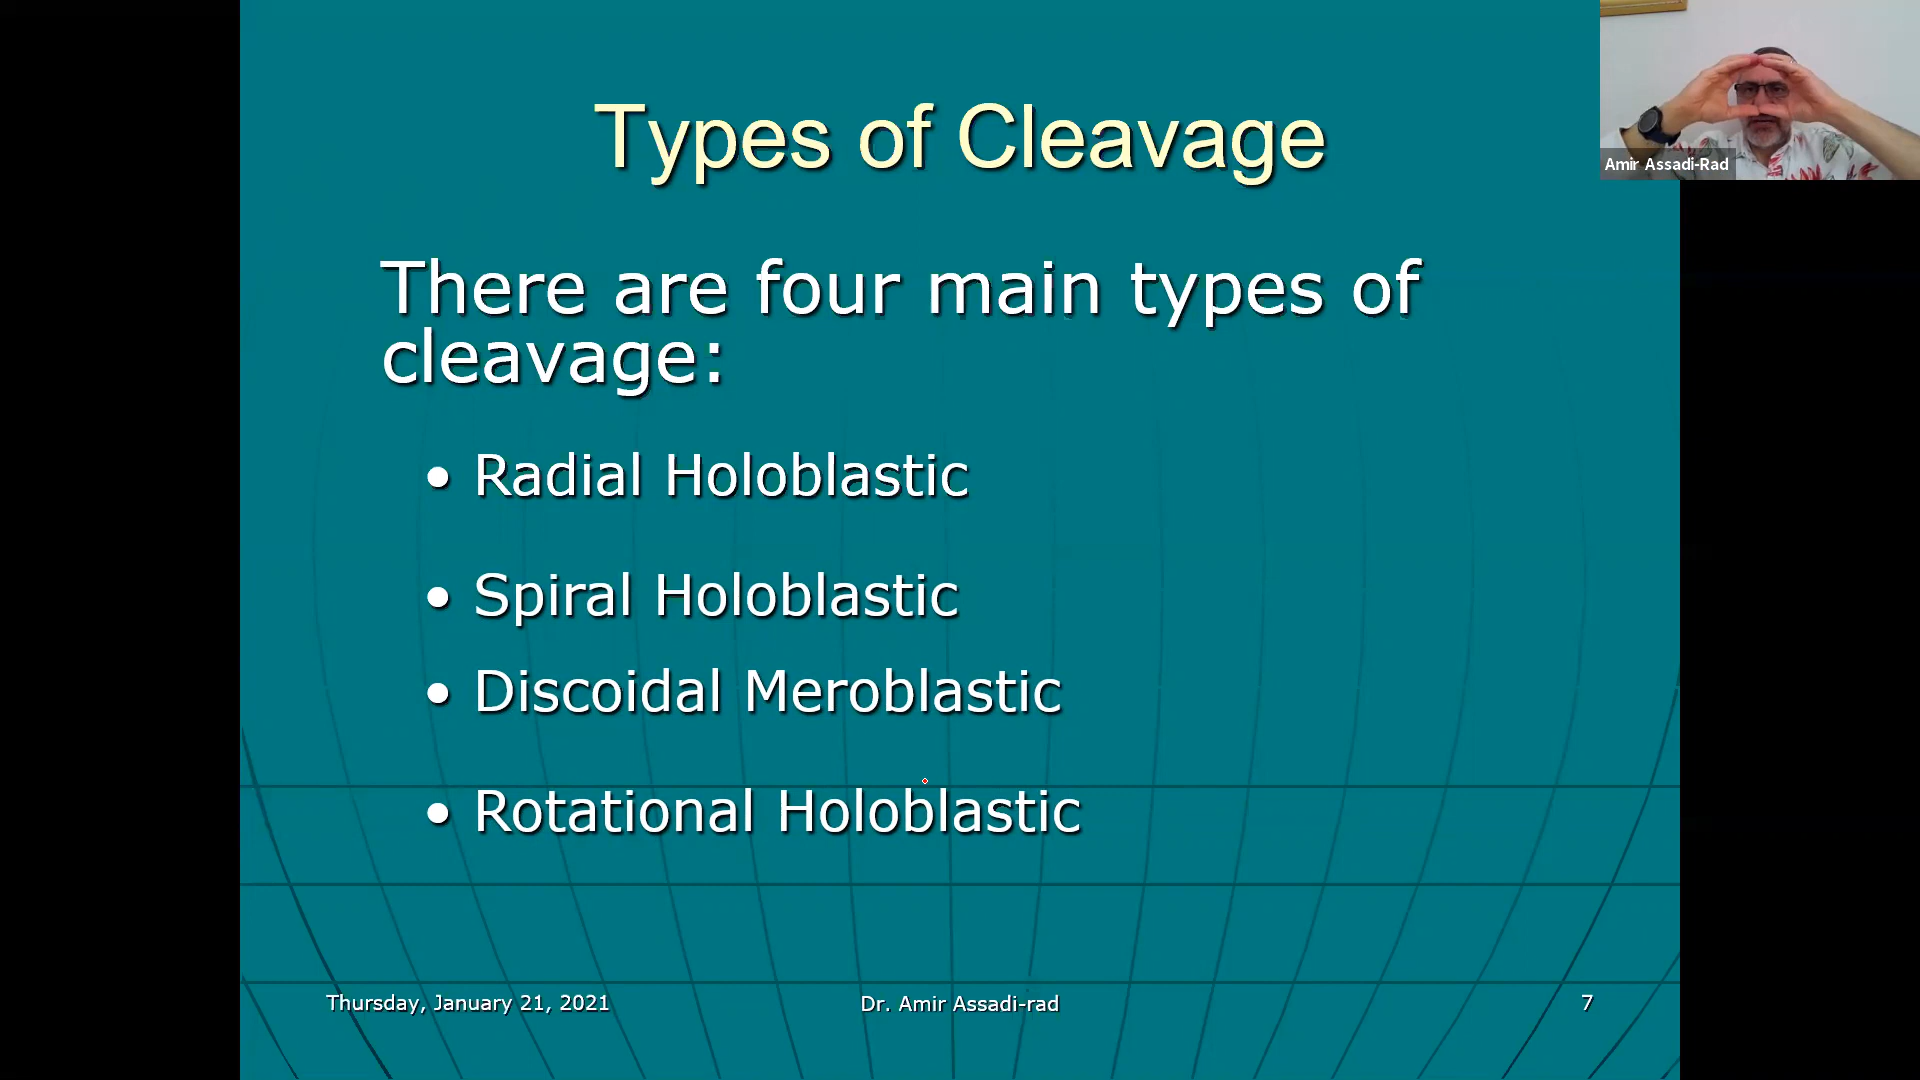 Types of Cleavage
Amir Assadi-Rad
There are four main types of
cleavage:
• Radial Holoblastic
• Spiral Holoblastic
• Discoidal Meroblastic
• Rotational Holoblastic
Thursday, January 21, 2021
Dr. Amir Assadi-rad
7